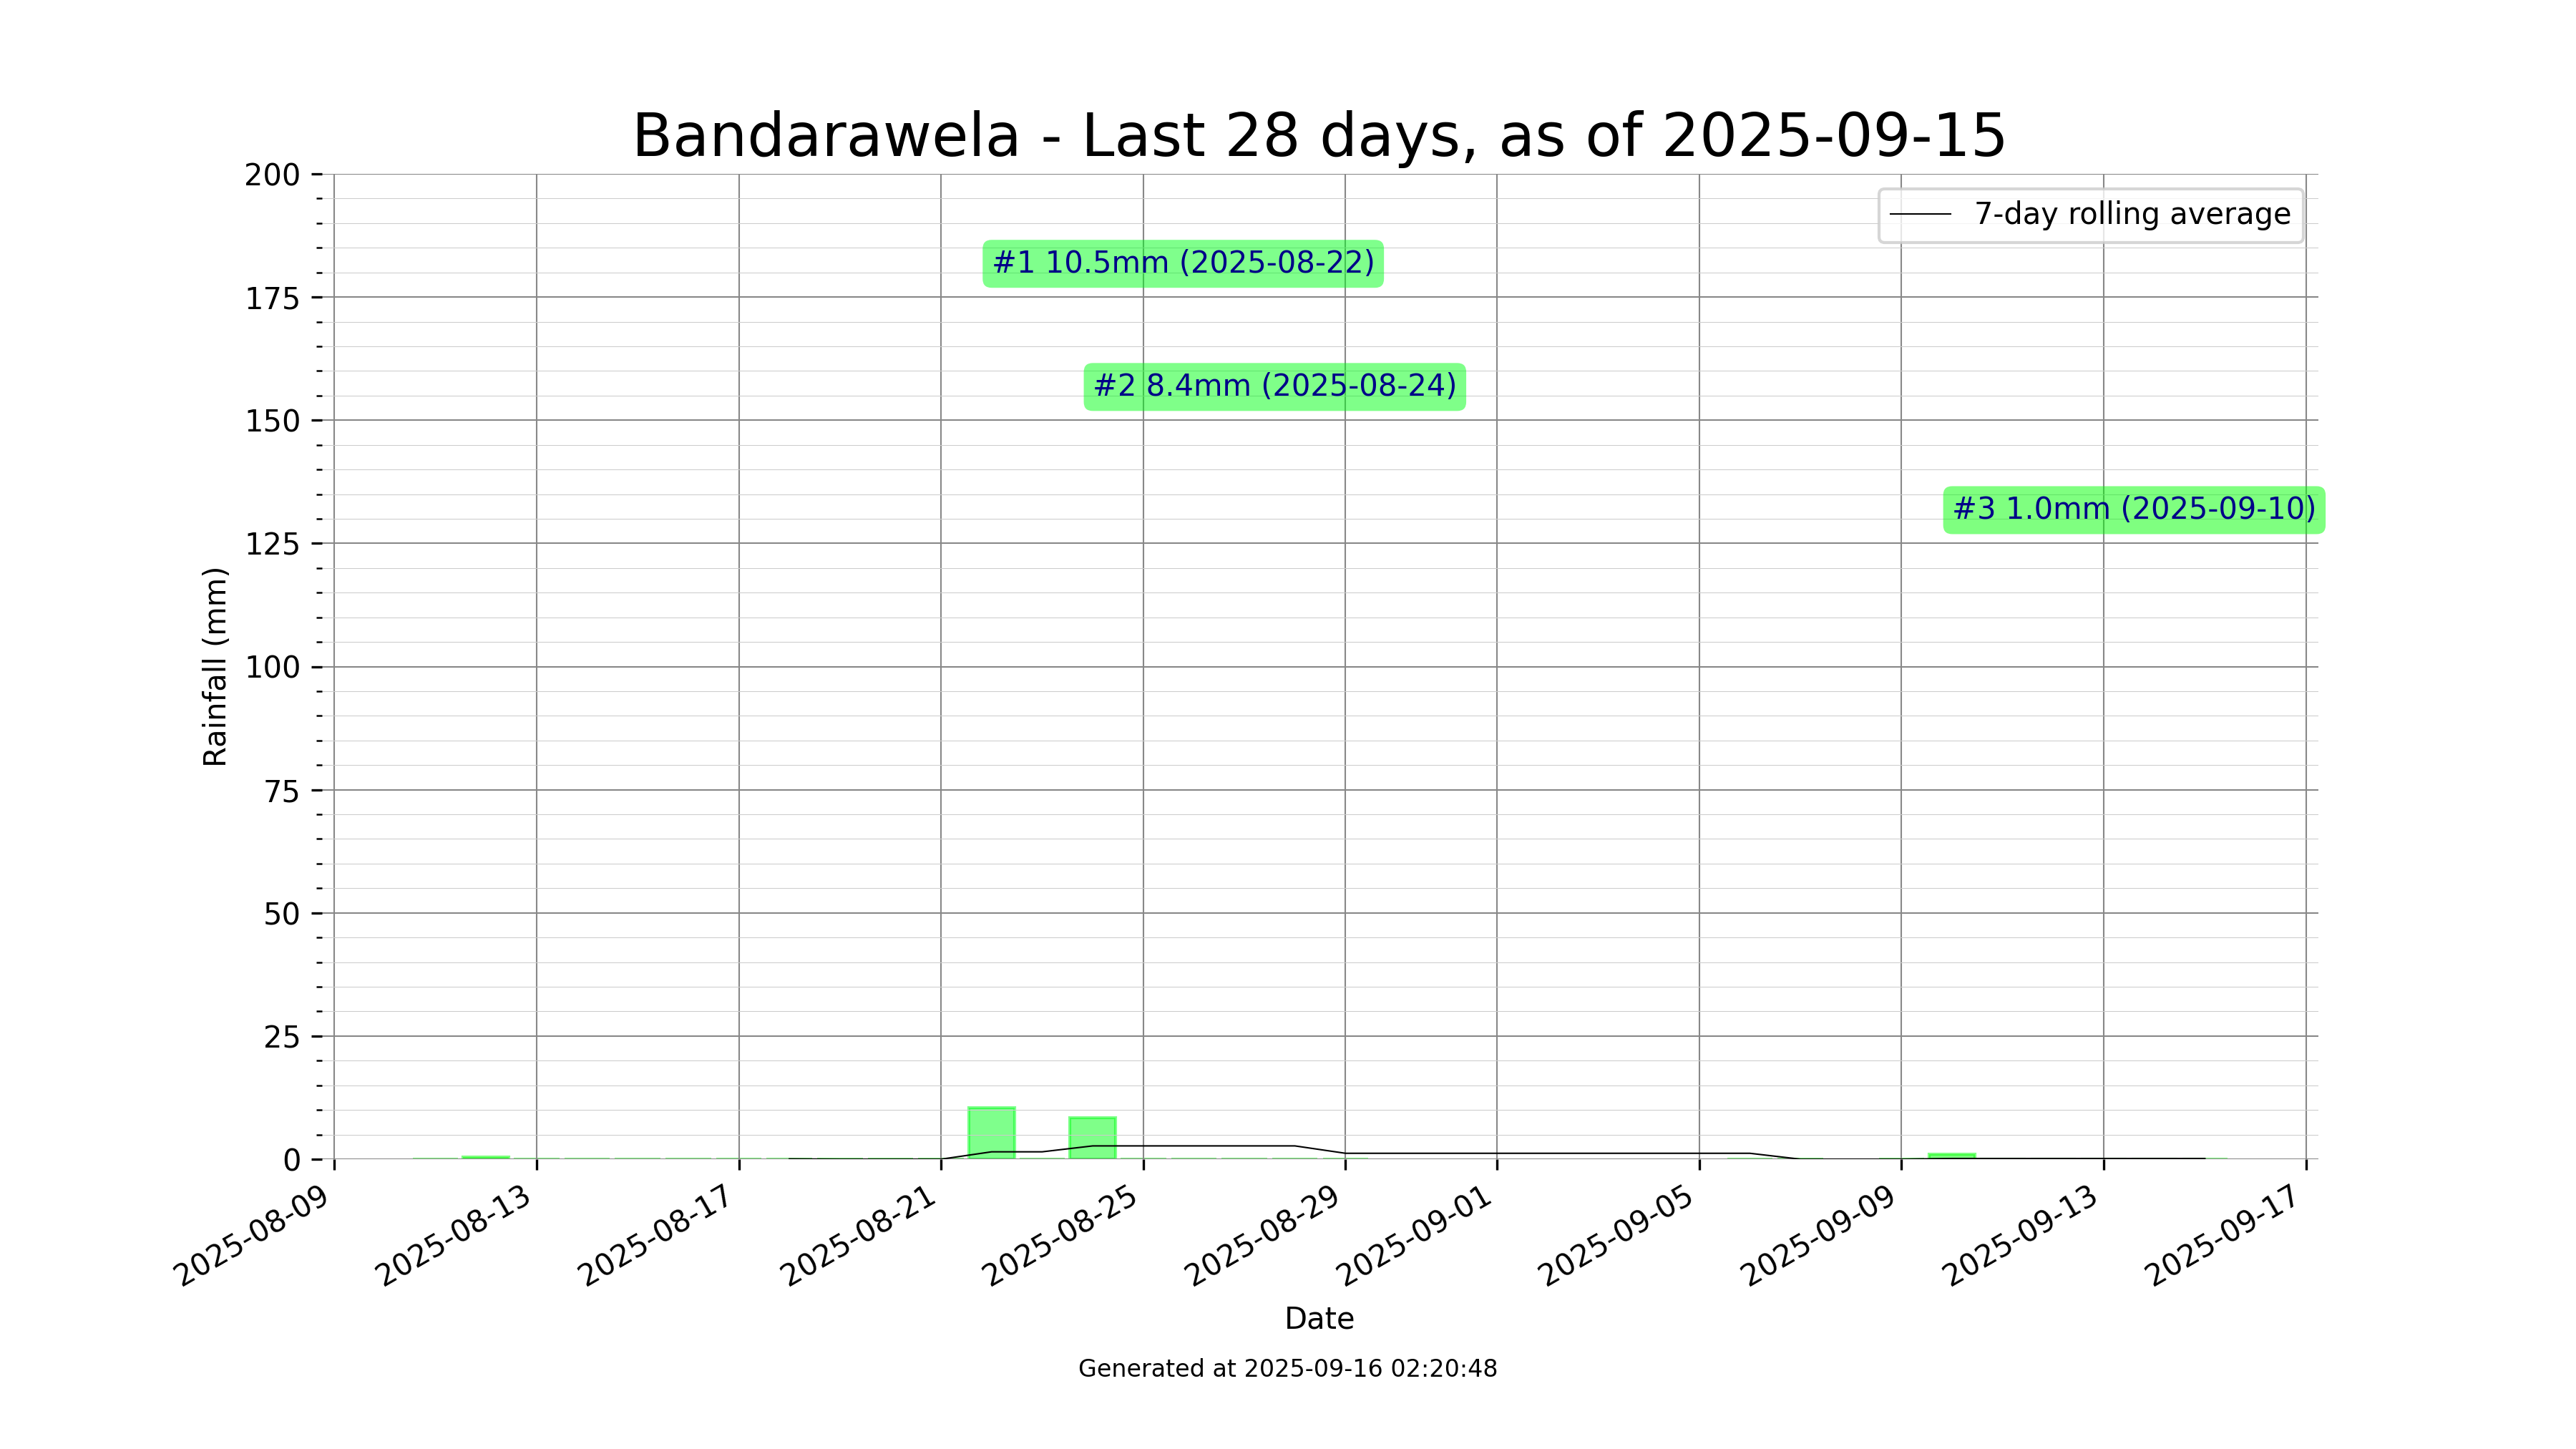 Bandarawela - Last 28 days, as of 2025-09-15
7-day rolling average
#1 10.5mm (2025-08-22)
#2 8.4mm (2025-08-24)
#3 1.0mm (2025-09-10)
Rainfall (mm)
200
175
150
125
100
75
50
25
0
2025-08-09
2025-08-13
2025-08-17
2025-08-21
2025-08-25
2025-08-29
2025-09-01
2025-09-05
2025-09-09
2025-09-13
2025-09-17
Date
Generated at 2025-09-16 02:20:48